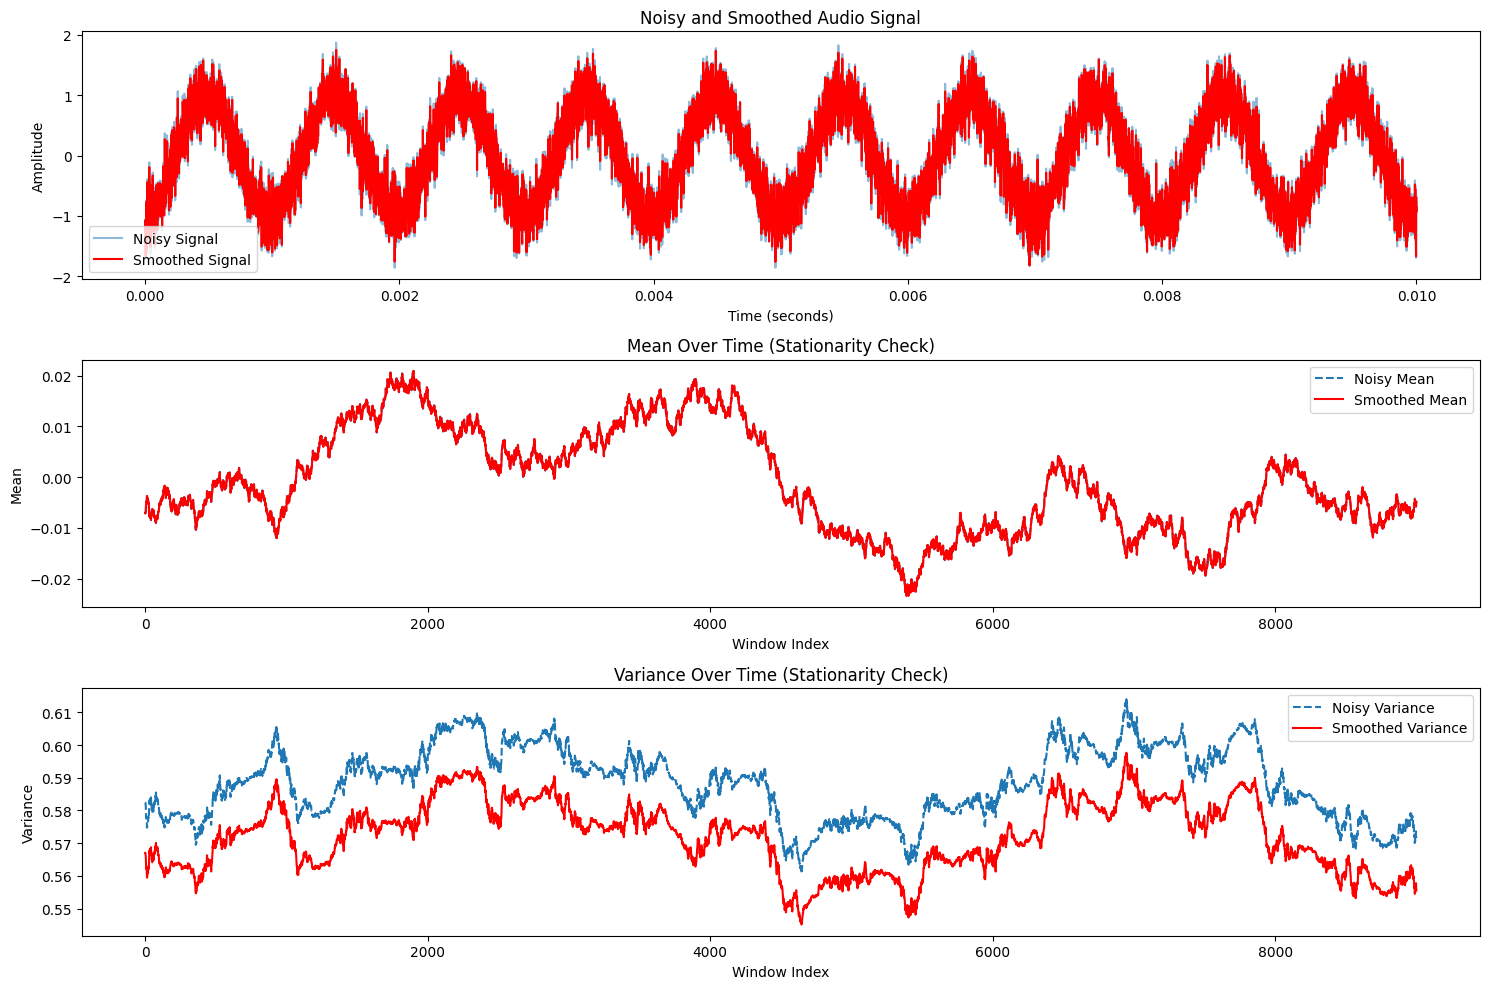 Noisy and Smoothed Audio Signal
2
1
0
−1
−2
Amplitude
Noisy Signal
Smoothed Signal
0.000 0.002 0.004 0.006 0.008 0.010
Time (seconds)
Mean Over Time (Stationarity Check)
0.02
0.01
0.00
−0.01
−0.02
Mean
Noisy Mean
Smoothed Mean
0 2000 4000 6000 8000
Window Index
Variance Over Time (Stationarity Check)
0.61
0.60
0.59
0.58
0.57
0.56
0.55
Variance
Noisy Variance
Smoothed Variance
0 2000 4000 6000 8000
Window Index